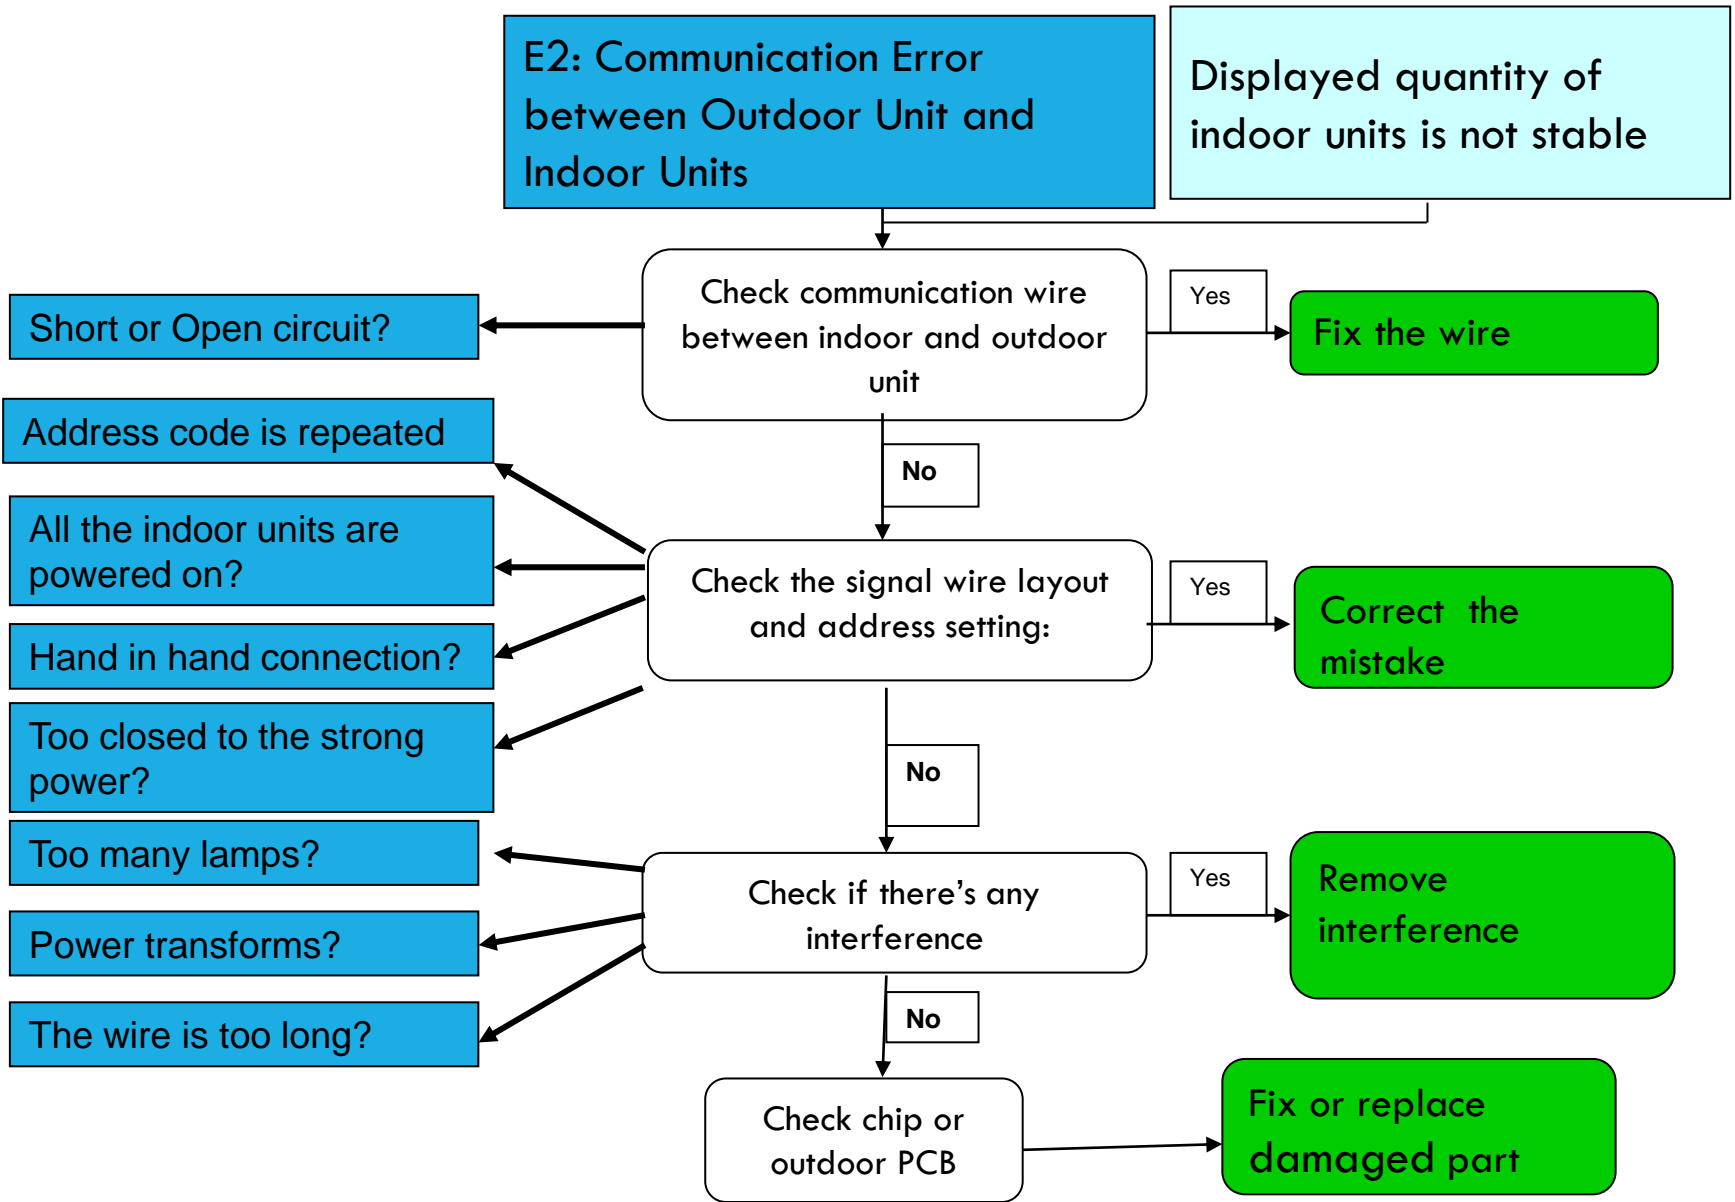 E2: Communication Error
between Outdoor Unit and
Indoor Units
Displayed quantity of
indoor units is not stable
Check communication wire
between indoor and outdoor
unit
Yes
Fix the wire
Short or Open circuit?
No
Address code is repeated
All the indoor units are
powered on?
Hand in hand connection?
Too closed to the strong
power?
Check the signal wire layout
and address setting:
Yes
Correct the
mistake
No
Too many lamps?
Power transforms?
The wire is too long?
Check if there’s any
interference
Yes
Remove
interference
No
Check chip or
outdoor PCB
Fix or replace
damaged part